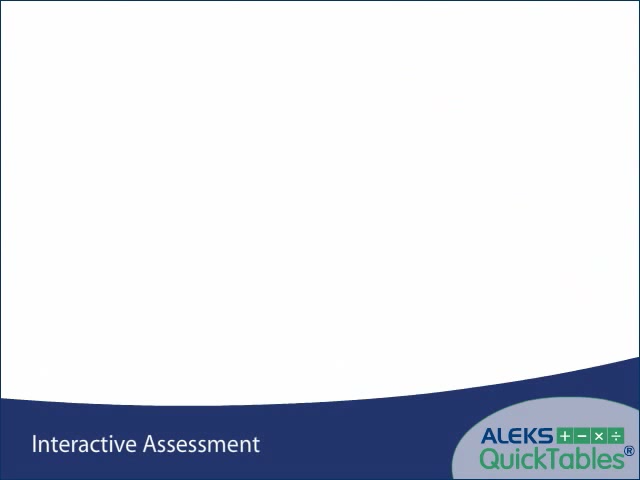 Interactive Assessment
ALEKS + − × ÷
QuickTables®